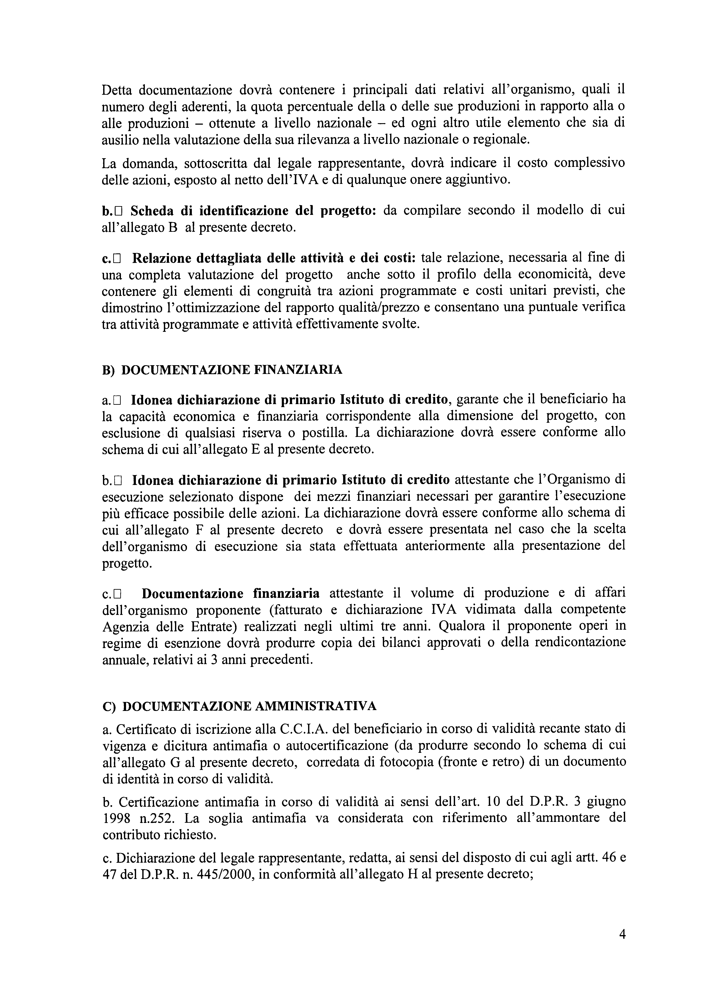 Detta documentazione dovrà contenere i principali dati relativi all'organismo, quali il
numero degli aderenti, la quota percentuale della o delle sue produzioni in rapporto alla o
alle produzioni – ottenute a livello nazionale – ed ogni altro utile elemento che sia di
ausilio nella valutazione della sua rilevanza a livello nazionale o regionale.
La domanda, sottoscritta dal legale rappresentante, dovrà indicare il costo complessivo
delle azioni, esposto al netto dell'IVA e di qualunque onere aggiuntivo.
b.□ Scheda di identificazione del progetto: da compilare secondo il modello di cui
all'allegato B al presente decreto.
c.□ Relazione dettagliata delle attività e dei costi: tale relazione, necessaria al fine di
una completa valutazione del progetto anche sotto il profilo della economicità, deve
contenere gli elementi di congruità tra azioni programmate e costi unitari previsti, che
dimostrino l'ottimizzazione del rapporto qualità/prezzo e consentano una puntuale verifica
tra attività programmate e attività effettivamente svolte.
B) DOCUMENTAZIONE FINANZIARIA
a.□ Idonea dichiarazione di primario Istituto di credito, garante che il beneficiario ha
la capacità economica e finanziaria corrispondente alla dimensione del progetto, con
esclusione di qualsiasi riserva o postilla. La dichiarazione dovrà essere conforme allo
schema di cui all'allegato E al presente decreto.
b.□ Idonea dichiarazione di primario Istituto di credito attestante che l'Organismo di
esecuzione selezionato dispone dei mezzi finanziari necessari per garantire l'esecuzione
più efficace possibile delle azioni. La dichiarazione dovrà essere conforme allo schema di
cui all'allegato F al presente decreto e dovrà essere presentata nel caso che la scelta
dell'organismo di esecuzione sia stata effettuata anteriormente alla presentazione del
progetto.
c.□ Documentazione finanziaria attestante il volume di produzione e di affari
dell'organismo proponente (fatturato e dichiarazione IVA vidimata dalla competente
Agenzia delle Entrate) realizzati negli ultimi tre anni. Qualora il proponente operi in
regime di esenzione dovrà produrre copia dei bilanci approvati o della rendicontazione
annuale, relativi ai 3 anni precedenti.
C) DOCUMENTAZIONE AMMINISTRATIVA
a. Certificato di iscrizione alla C.C.I.A. del beneficiario in corso di validità recante stato di
vigenza e dicitura antimafia o autocertificazione (da produrre secondo lo schema di cui
all'allegato G al presente decreto, corredata di fotocopia (fronte e retro) di un documento
di identità in corso di validità.
b. Certificazione antimafia in corso di validità ai sensi dell'art. 10 del D.P.R. 3 giugno
1998 n.252. La soglia antimafia va considerata con riferimento all'ammontare del
contributo richiesto.
c. Dichiarazione del legale rappresentante, redatta, ai sensi del disposto di cui agli artt. 46 e
47 del D.P.R. n. 445/2000, in conformità all'allegato H al presente decreto;
4